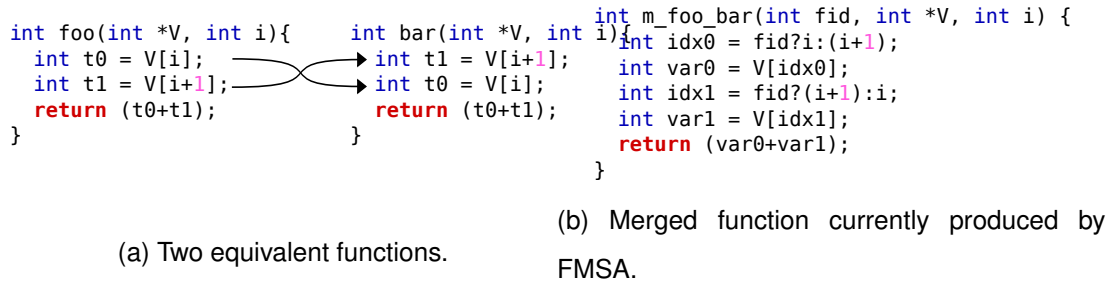 int foo(int *V, int i){
  int t0 = V[i];
  int t1 = V[i+1];
  return (t0+t1);
}
int bar(int *V, int i){
  int t1 = V[i+1];
  int t0 = V[i];
  return (t0+t1);
}
(a) Two equivalent functions.
int m_foo_bar(int fid, int *V, int i) {
  int idx0 = fid?i:(i+1);
  int var0 = V[idx0];
  int idx1 = fid?(i+1):i;
  int var1 = V[idx1];
  return (var0+var1);
}
(b) Merged function currently produced by
FMSA.